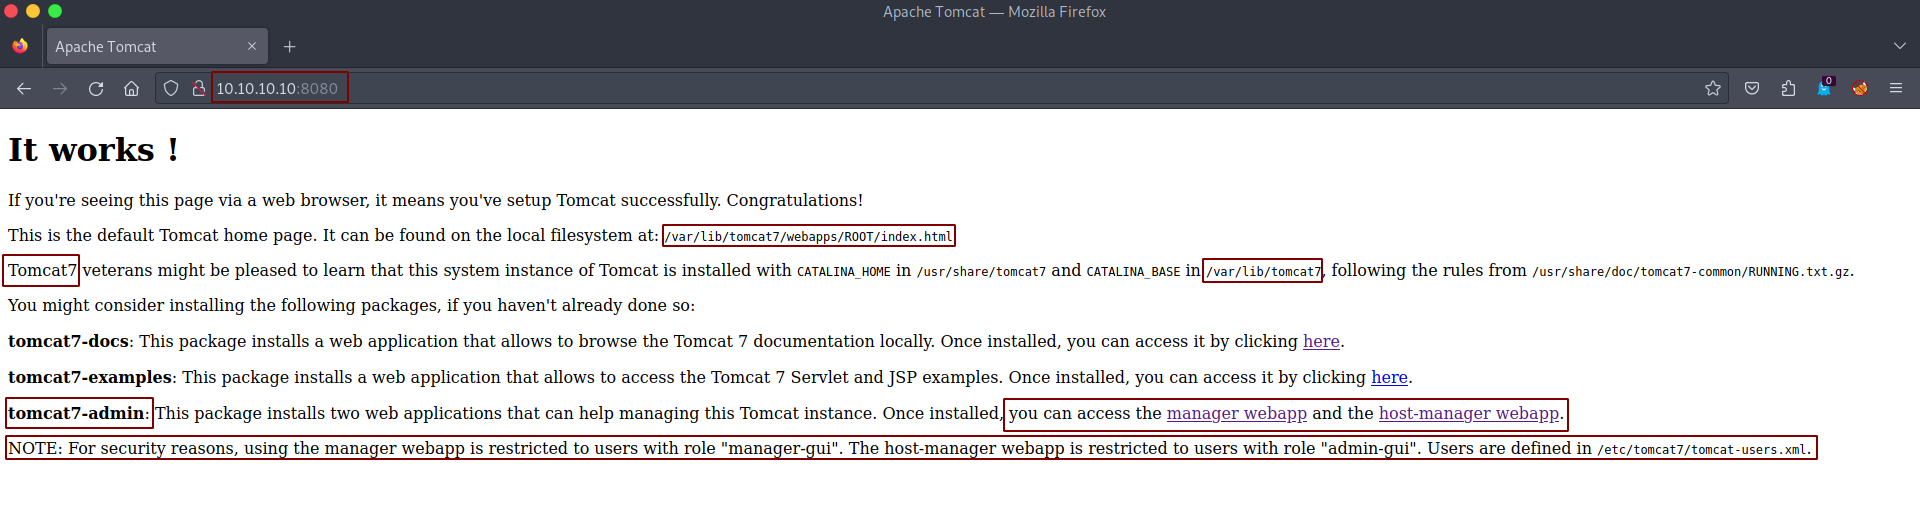 Apache Tomcat — Mozilla Firefox
Apache Tomcat
10.10.10.10:8080
0
It works !
If you're seeing this page via a web browser, it means you've setup Tomcat successfully. Congratulations!
This is the default Tomcat home page. It can be found on the local filesystem at: /var/lib/tomcat7/webapps/ROOT/index.html
Tomcat7 veterans might be pleased to learn that this system instance of Tomcat is installed with CATALINA_HOME in /usr/share/tomcat7 and CATALINA_BASE in /var/lib/tomcat7, following the rules from /usr/share/doc/tomcat7-common/RUNNING.txt.gz.
You might consider installing the following packages, if you haven't already done so:
tomcat7-docs: This package installs a web application that allows to browse the Tomcat 7 documentation locally. Once installed, you can access it by clicking here.
tomcat7-examples: This package installs a web application that allows to access the Tomcat 7 Servlet and JSP examples. Once installed, you can access it by clicking here.
tomcat7-admin: This package installs two web applications that can help managing this Tomcat instance. Once installed, you can access the manager webapp and the host-manager webapp.
NOTE: For security reasons, using the manager webapp is restricted to users with role "manager-gui". The host-manager webapp is restricted to users with role "admin-gui". Users are defined in /etc/tomcat7/tomcat-users.xml.